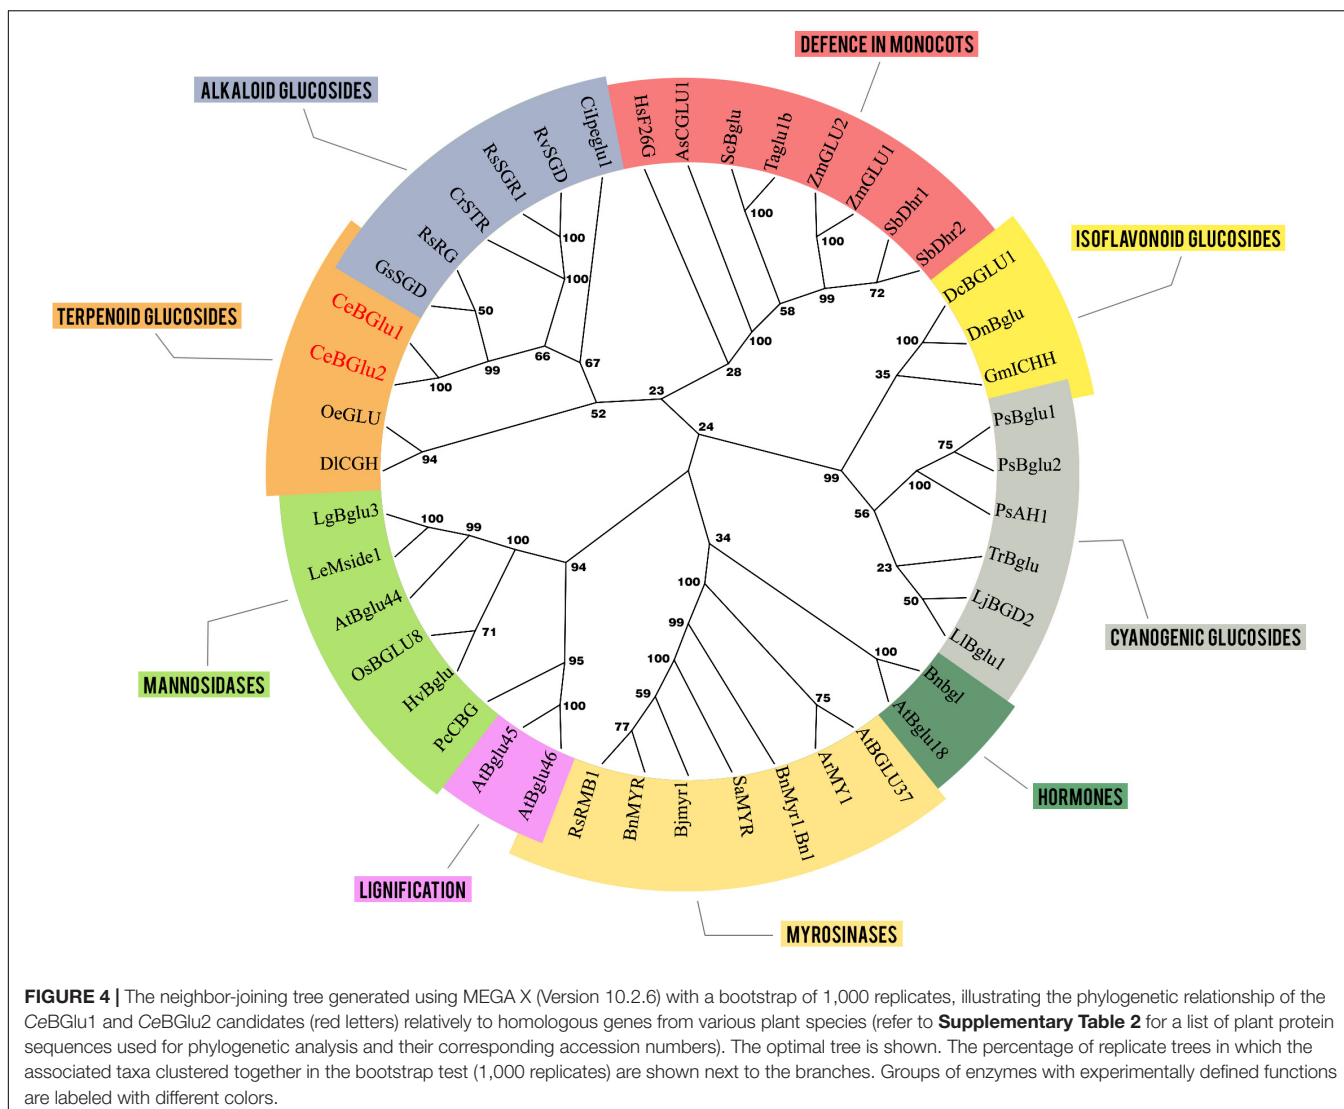 DEFENCE IN MONOCOTS
ALKALOID GLUCOSIDES
ISOFLAVONOID GLUCOSIDES
TERPENOID GLUCOSIDES
CYANOGENIC GLUCOSIDES
MANNOSIDASES
HORMONES
LIGNIFICATION
MYROSINASES
HsF26G
AsCGLU1
ScBglu
Taglu1b
ZmGLU2
ZmGLU1
SbDhr1
SbDhr2
DcBGLU1
DnBglu
GmICHH
PsBglu1
PsBglu2
PsAH1
TrBglu
LjBGD2
LlBglu1
Bnbgl
AtBglu18
AtBGLU37
ArMY1
BnMyr1.Bn1
SaMYR
Bjmyr1
BnMYR
RsRMB1
AtBglu46
AtBglu45
PcCBG
HvBglu
OsBGLU8
AtBglu44
LeMside1
LgBglu3
DlCGH
OeGLU
CeBGlu2
CeBGlu1
GsSGD
RsRG
CrSTR
RsSGR1
RvSGD
CiIpeglu1
100
100
100
100
50
58
99
72
66
67
100
99
100
28
100
35
52
23
24
94
99
75
100
56
23
50
100
99
100
94
71
34
100
95
100
99
100
59
77
75
100
FIGURE 4 | The neighbor-joining tree generated using MEGA X (Version 10.2.6) with a bootstrap of 1,000 replicates, illustrating the phylogenetic relationship of the
CeBGlu1 and CeBGlu2 candidates (red letters) relatively to homologous genes from various plant species (refer to Supplementary Table 2 for a list of plant protein
sequences used for phylogenetic analysis and their corresponding accession numbers). The optimal tree is shown. The percentage of replicate trees in which the
associated taxa clustered together in the bootstrap test (1,000 replicates) are shown next to the branches. Groups of enzymes with experimentally defined functions
are labeled with different colors.